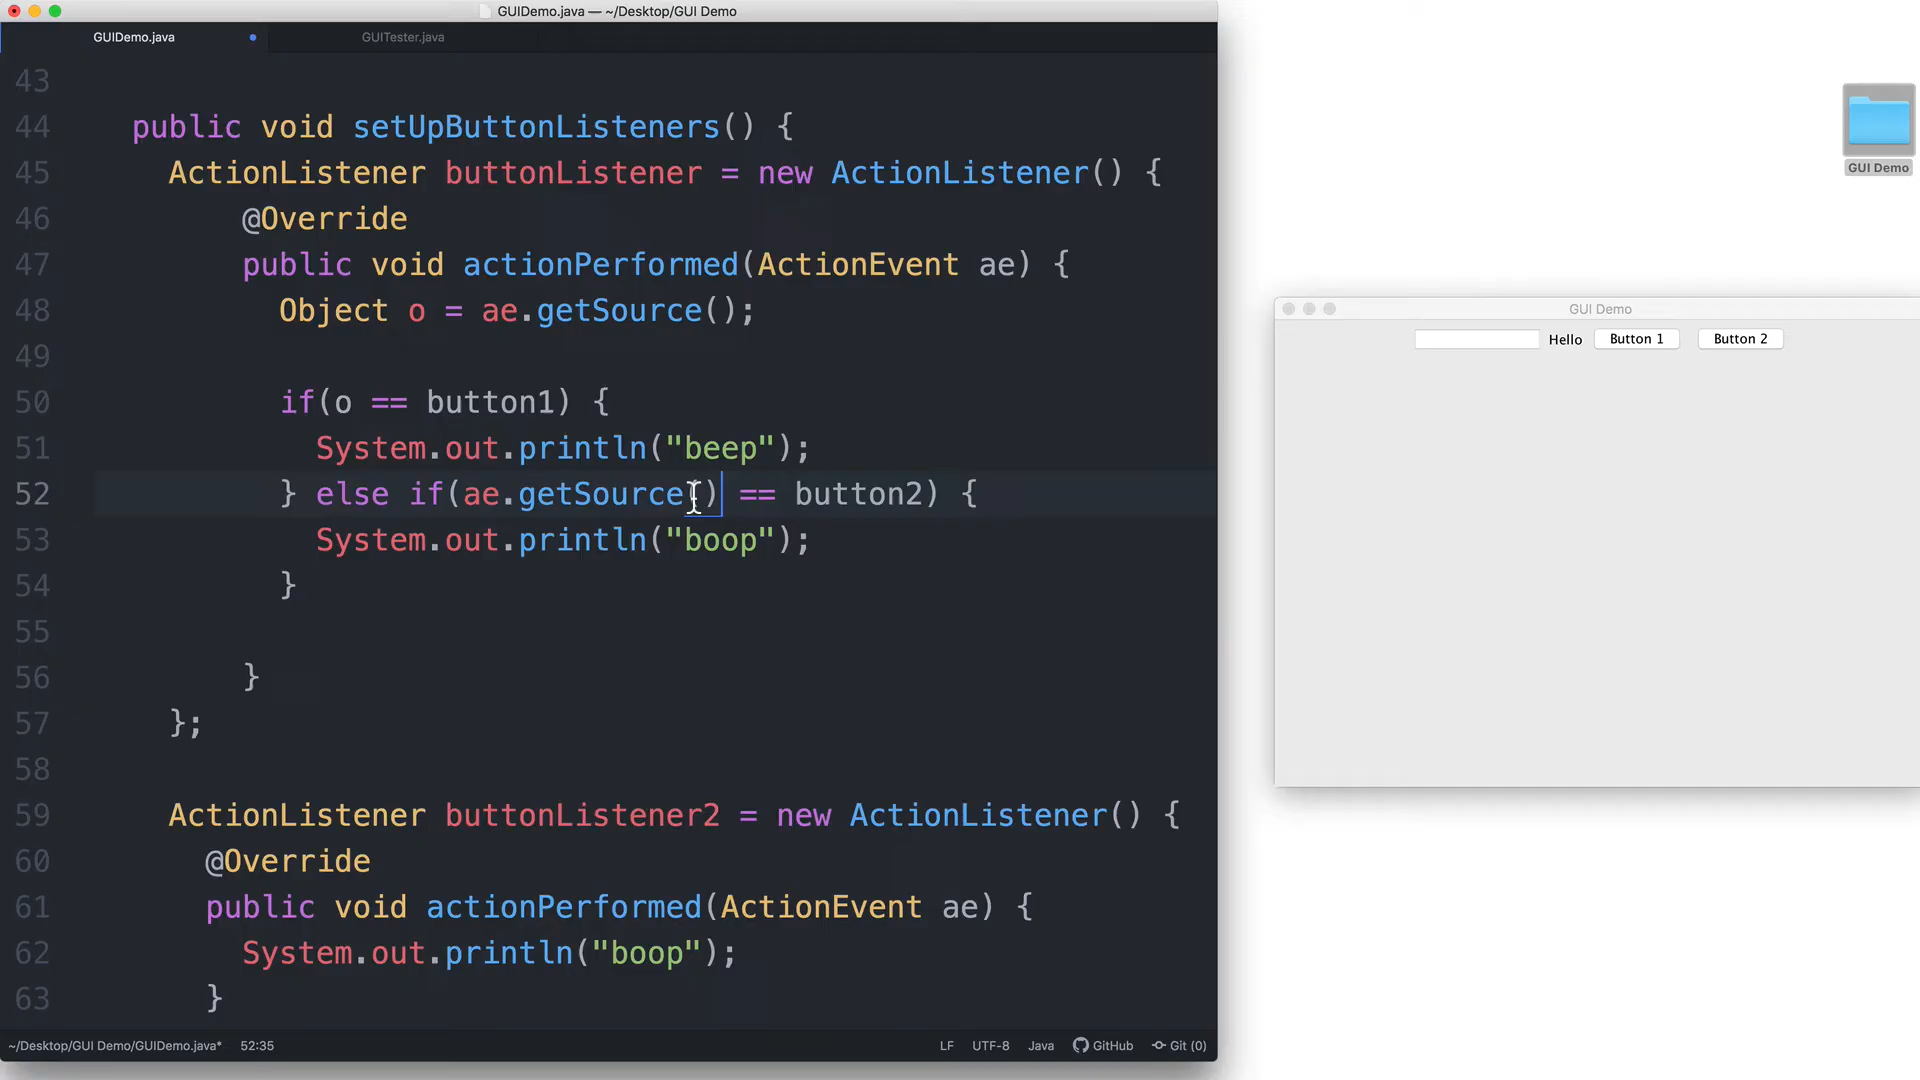 GUIDemo.java — ~/Desktop/GUI Demo
GUIDemo.java
GUITester.java
43
44 public void setUpButtonListeners() {
45 ActionListener buttonListener = new ActionListener() {
46 @Override
47 public void actionPerformed(ActionEvent ae) {
48 Object o = ae.getSource();
49
50 if(o == button1) {
51 System.out.println("beep");
52 } else if(ae.getSource() == button2) {
53 System.out.println("boop");
54 }
55
56 }
57 };
58
59 ActionListener buttonListener2 = new ActionListener() {
60 @Override
61 public void actionPerformed(ActionEvent ae) {
62 System.out.println("boop");
63 }
~/Desktop/GUI Demo/GUIDemo.java* 52:35 LF UTF-8 Java GitHub Git (0)
GUI Demo
GUI Demo
Hello Button 1 Button 2